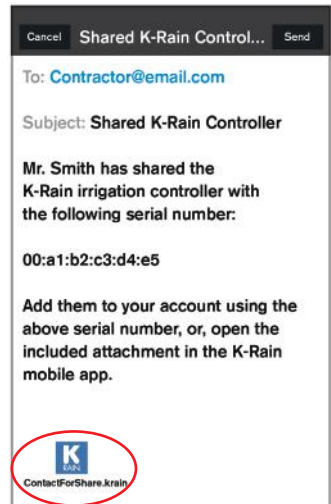 Cancel Shared K-Rain Control... Send
To: Contractor@email.com
Subject: Shared K-Rain Controller
Mr. Smith has shared the
K-Rain irrigation controller with
the following serial number:
00:a1:b2:c3:d4:e5
Add them to your account using the
above serial number, or, open the
included attachment in the K-Rain
mobile app.
K
RAIN
ContactForShare.krain